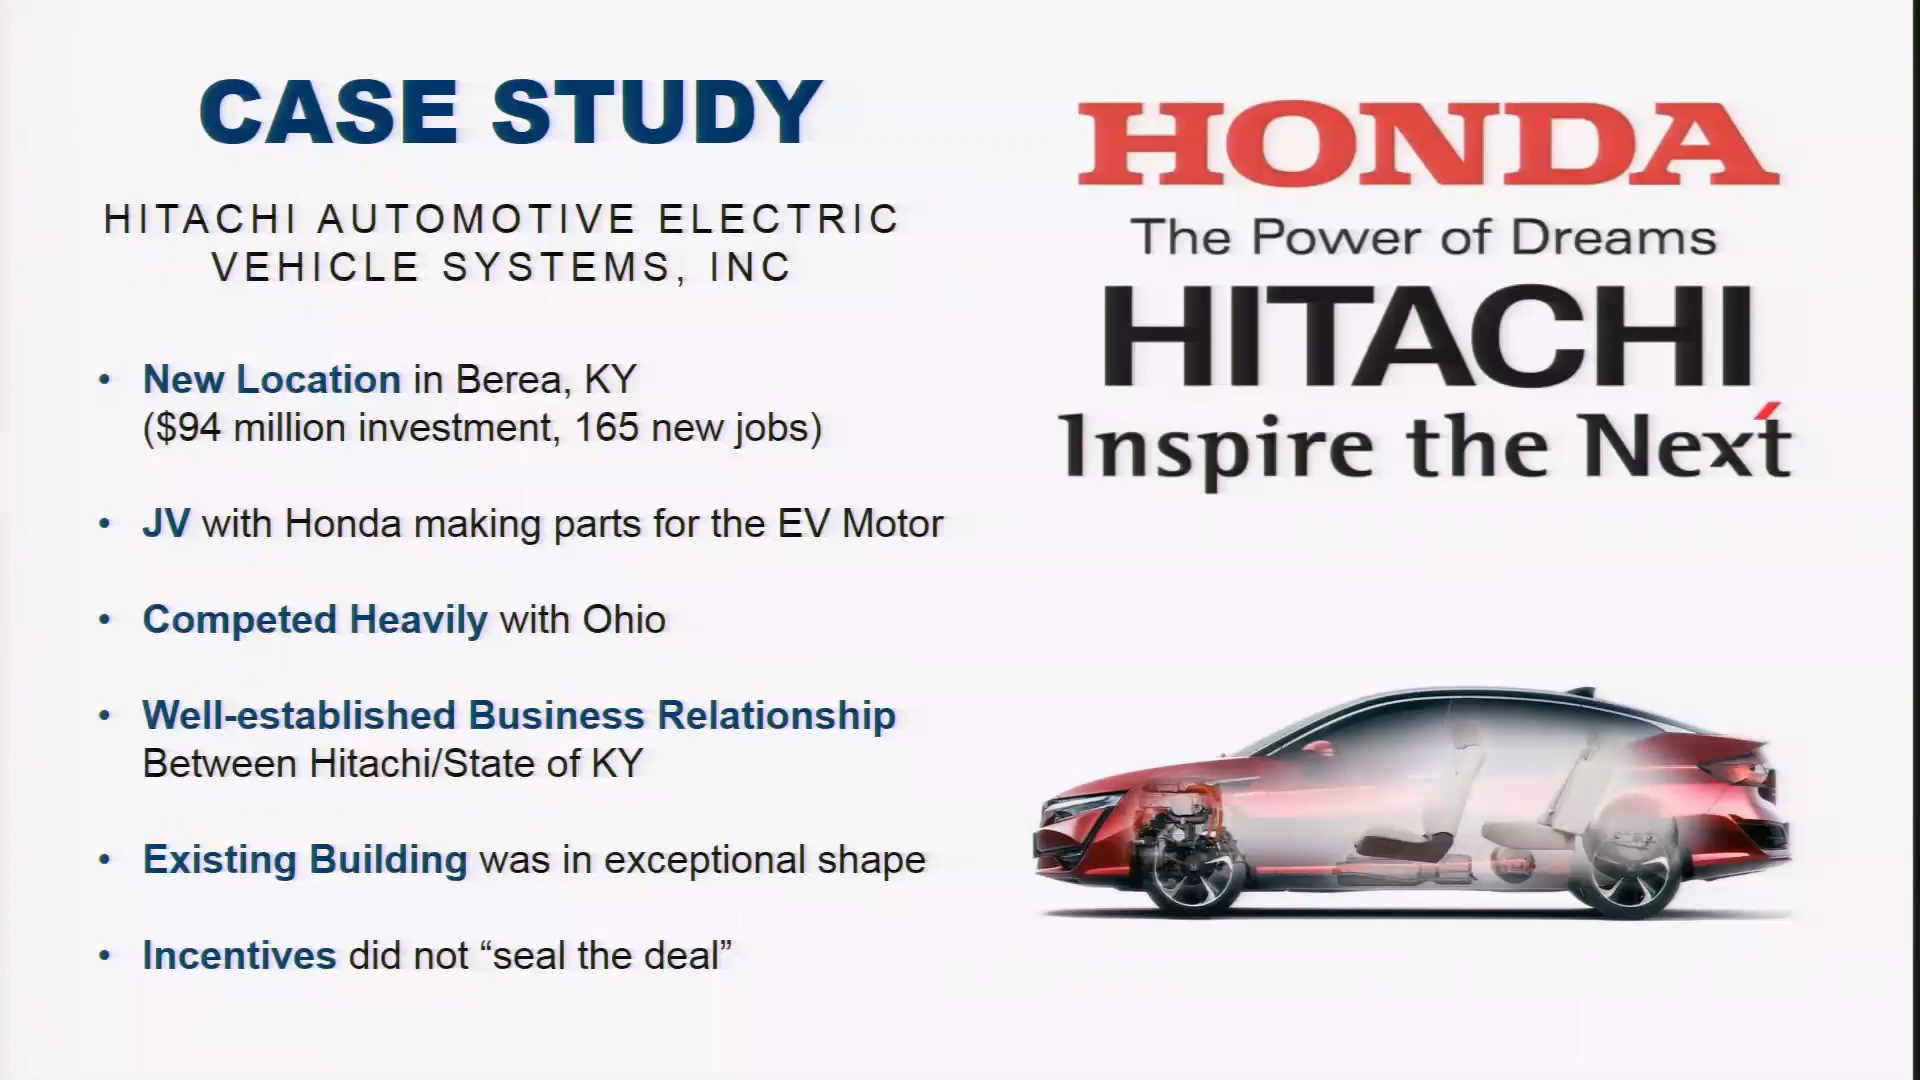 CASE STUDY
HITACHI AUTOMOTIVE ELECTRIC
VEHICLE SYSTEMS, INC
• New Location in Berea, KY
($94 million investment, 165 new jobs)
• JV with Honda making parts for the EV Motor
• Competed Heavily with Ohio
• Well-established Business Relationship
Between Hitachi/State of KY
• Existing Building was in exceptional shape
• Incentives did not “seal the deal”
HONDA
The Power of Dreams
HITACHI
Inspire the Next